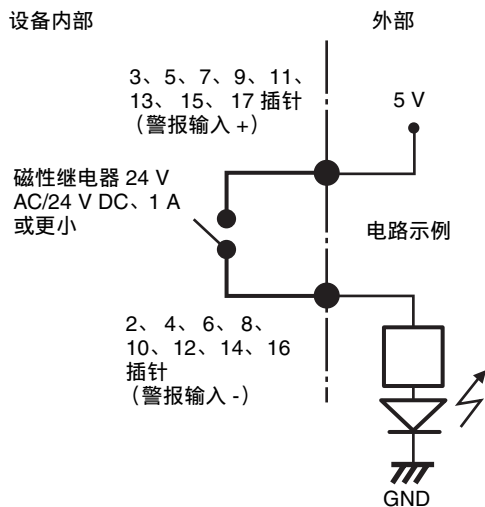 设备内部
外部
3、5、7、9、11、
13、 15、 17 插针
（警报输入 +）
5 V
磁性继电器 24 V
AC/24 V DC、1 A
或更小
电路示例
2、 4、 6、 8、
10、 12、 14、 16
插针
（警报输入 -）
GND